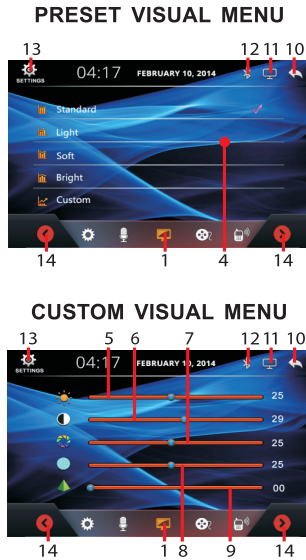 PRESET VISUAL MENU
13 12 11 10
SETTINGS 04:17 FEBRUARY 10, 2014
Standard
Light
Soft
Bright
Custom
14 1 4 14
CUSTOM VISUAL MENU
13 5 6 7 12 11 10
SETTINGS 04:17 FEBRUARY 10, 2014
25
29
25
25
00
14 1 8 9 14